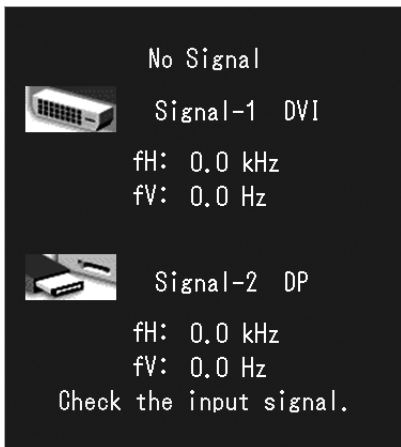 No Signal
Signal-1 DVI
fH: 0.0 kHz
fV: 0.0 Hz
Signal-2 DP
fH: 0.0 kHz
fV: 0.0 Hz
Check the input signal.